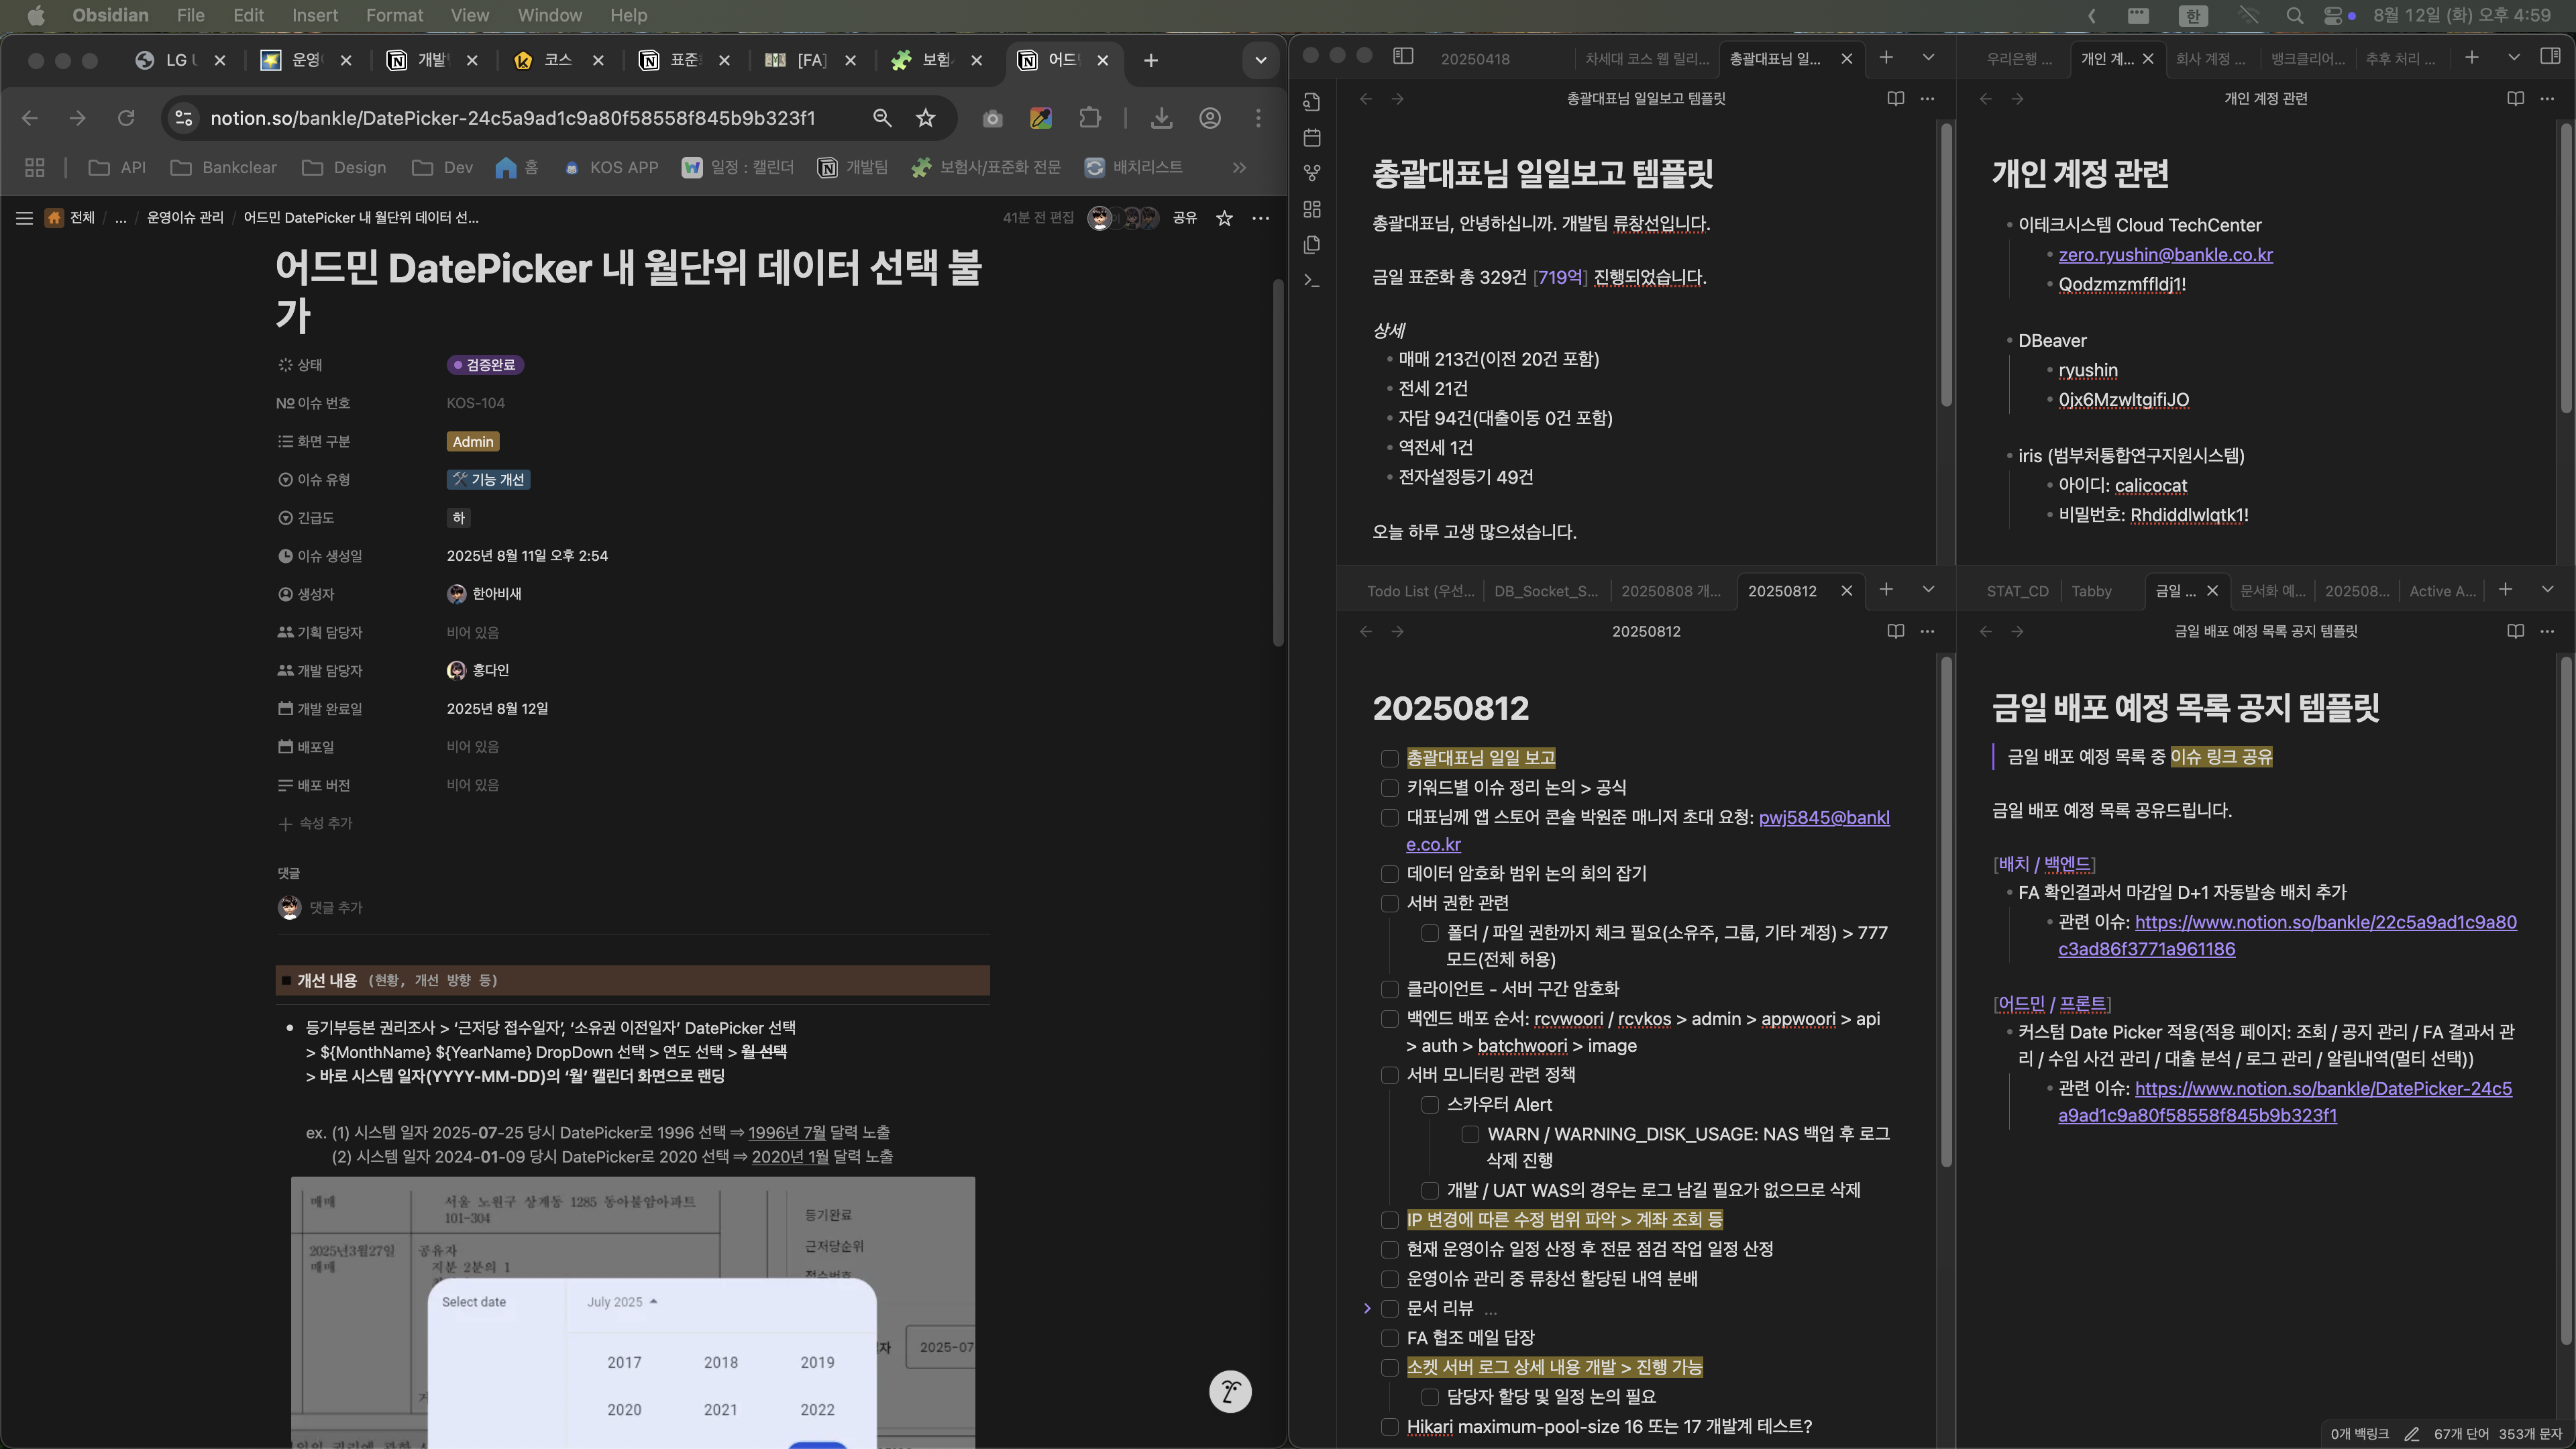 Obsidian File Edit Insert Format View Window Help
한 8월 12일 (화) 오후 4:59
LG 운영 개발 코스 표준 [FA] 보험 어드
notion.so/bankle/DatePicker-24c5a9ad1c9a80f58558f845b9b323f1
API Bankclear Design Dev 홈 KOS APP 일정 : 캘린더 개발팀 보험사/표준화 전문 배치리스트
전체 / ... / 운영이슈 관리 / 어드민 DatePicker 내 월단위 데이터 선...
41분 전 편집 공유
어드민 DatePicker 내 월단위 데이터 선택 불
가
상태 검증완료
이슈 번호 KOS-104
화면 구분 Admin
이슈 유형 🛠 기능 개선
긴급도 하
이슈 생성일 2025년 8월 11일 오후 2:54
생성자 한아비새
기획 담당자 비어 있음
개발 담당자 홍다인
개발 완료일 2025년 8월 12일
배포일 비어 있음
배포 버전 비어 있음
속성 추가
댓글
댓글 추가
■ 개선 내용 (현황, 개선 방향 등)
• 등기부등본 권리조사 > ‘근저당 접수일자’, ‘소유권 이전일자’ DatePicker 선택
> ${MonthName} ${YearName} DropDown 선택 > 연도 선택 > 월 선택
> 바로 시스템 일자(YYYY-MM-DD)의 ‘월’ 캘린더 화면으로 랜딩
ex. (1) 시스템 일자 2025-07-25 당시 DatePicker로 1996 선택 ⇒ 1996년 7월 달력 노출
(2) 시스템 일자 2024-01-09 당시 DatePicker로 2020 선택 ⇒ 2020년 1월 달력 노출
매매
서울 노원구 상계동 1285 동아불암아파트
101-304
2025년3월27일
매매
공유자
지분 2분의 1
등기완료
근저당순위
접수번호
2025-07
Select date
July 2025
2017 2018 2019
2020 2021 2022
20250418 차세대 코스 웹 릴리... 총괄대표님 일...
총괄대표님 일일보고 템플릿
총괄대표님 일일보고 템플릿
총괄대표님, 안녕하십니까. 개발팀 류창선입니다.
금일 표준화 총 329건 [719억] 진행되었습니다.
상세
• 매매 213건(이전 20건 포함)
• 전세 21건
• 자담 94건(대출이동 0건 포함)
• 역전세 1건
• 전자설정등기 49건
오늘 하루 고생 많으셨습니다.
우리은행 ... 개인 계... 회사 계정 ... 뱅크클리어... 추후 처리 ...
개인 계정 관련
개인 계정 관련
• 이테크시스템 Cloud TechCenter
• zero.ryushin@bankle.co.kr
• Qodzmzmffldj1!
• DBeaver
• ryushin
• 0jx6MzwltgifiJO
• iris (범부처통합연구지원시스템)
• 아이디: calicocat
• 비밀번호: Rhdiddlwlqtk1!
Todo List (우선... DB_Socket_S... 20250808 개... 20250812
20250812
20250812
총괄대표님 일일 보고
키워드별 이슈 정리 논의 > 공식
대표님께 앱 스토어 콘솔 박원준 매니저 초대 요청: pwj5845@bankl
e.co.kr
데이터 암호화 범위 논의 회의 잡기
서버 권한 관련
폴더 / 파일 권한까지 체크 필요(소유주, 그룹, 기타 계정) > 777
모드(전체 허용)
클라이언트 - 서버 구간 암호화
백엔드 배포 순서: rcvwoori / rcvkos > admin > appwoori > api
> auth > batchwoori > image
서버 모니터링 관련 정책
스카우터 Alert
WARN / WARNING_DISK_USAGE: NAS 백업 후 로그
삭제 진행
개발 / UAT WAS의 경우는 로그 남길 필요가 없으므로 삭제
IP 변경에 따른 수정 범위 파악 > 계좌 조회 등
현재 운영이슈 일정 산정 후 전문 점검 작업 일정 산정
운영이슈 관리 중 류창선 할당된 내역 분배
문서 리뷰 ...
FA 협조 메일 답장
소켓 서버 로그 상세 내용 개발 > 진행 가능
담당자 할당 및 일정 논의 필요
Hikari maximum-pool-size 16 또는 17 개발계 테스트?
STAT_CD Tabby 금일 ... 문서화 예... 202508... Active A...
금일 배포 예정 목록 공지 템플릿
금일 배포 예정 목록 공지 템플릿
금일 배포 예정 목록 중 이슈 링크 공유
금일 배포 예정 목록 공유드립니다.
[배치 / 백엔드]
• FA 확인결과서 마감일 D+1 자동발송 배치 추가
• 관련 이슈: https://www.notion.so/bankle/22c5a9ad1c9a80
c3ad86f3771a961186
[어드민 / 프론트]
• 커스텀 Date Picker 적용(적용 페이지: 조회 / 공지 관리 / FA 결과서 관
리 / 수임 사건 관리 / 대출 분석 / 로그 관리 / 알림내역(멀티 선택))
• 관련 이슈: https://www.notion.so/bankle/DatePicker-24c5
a9ad1c9a80f58558f845b9b323f1
0개 백링크 67개 단어 353개 문자